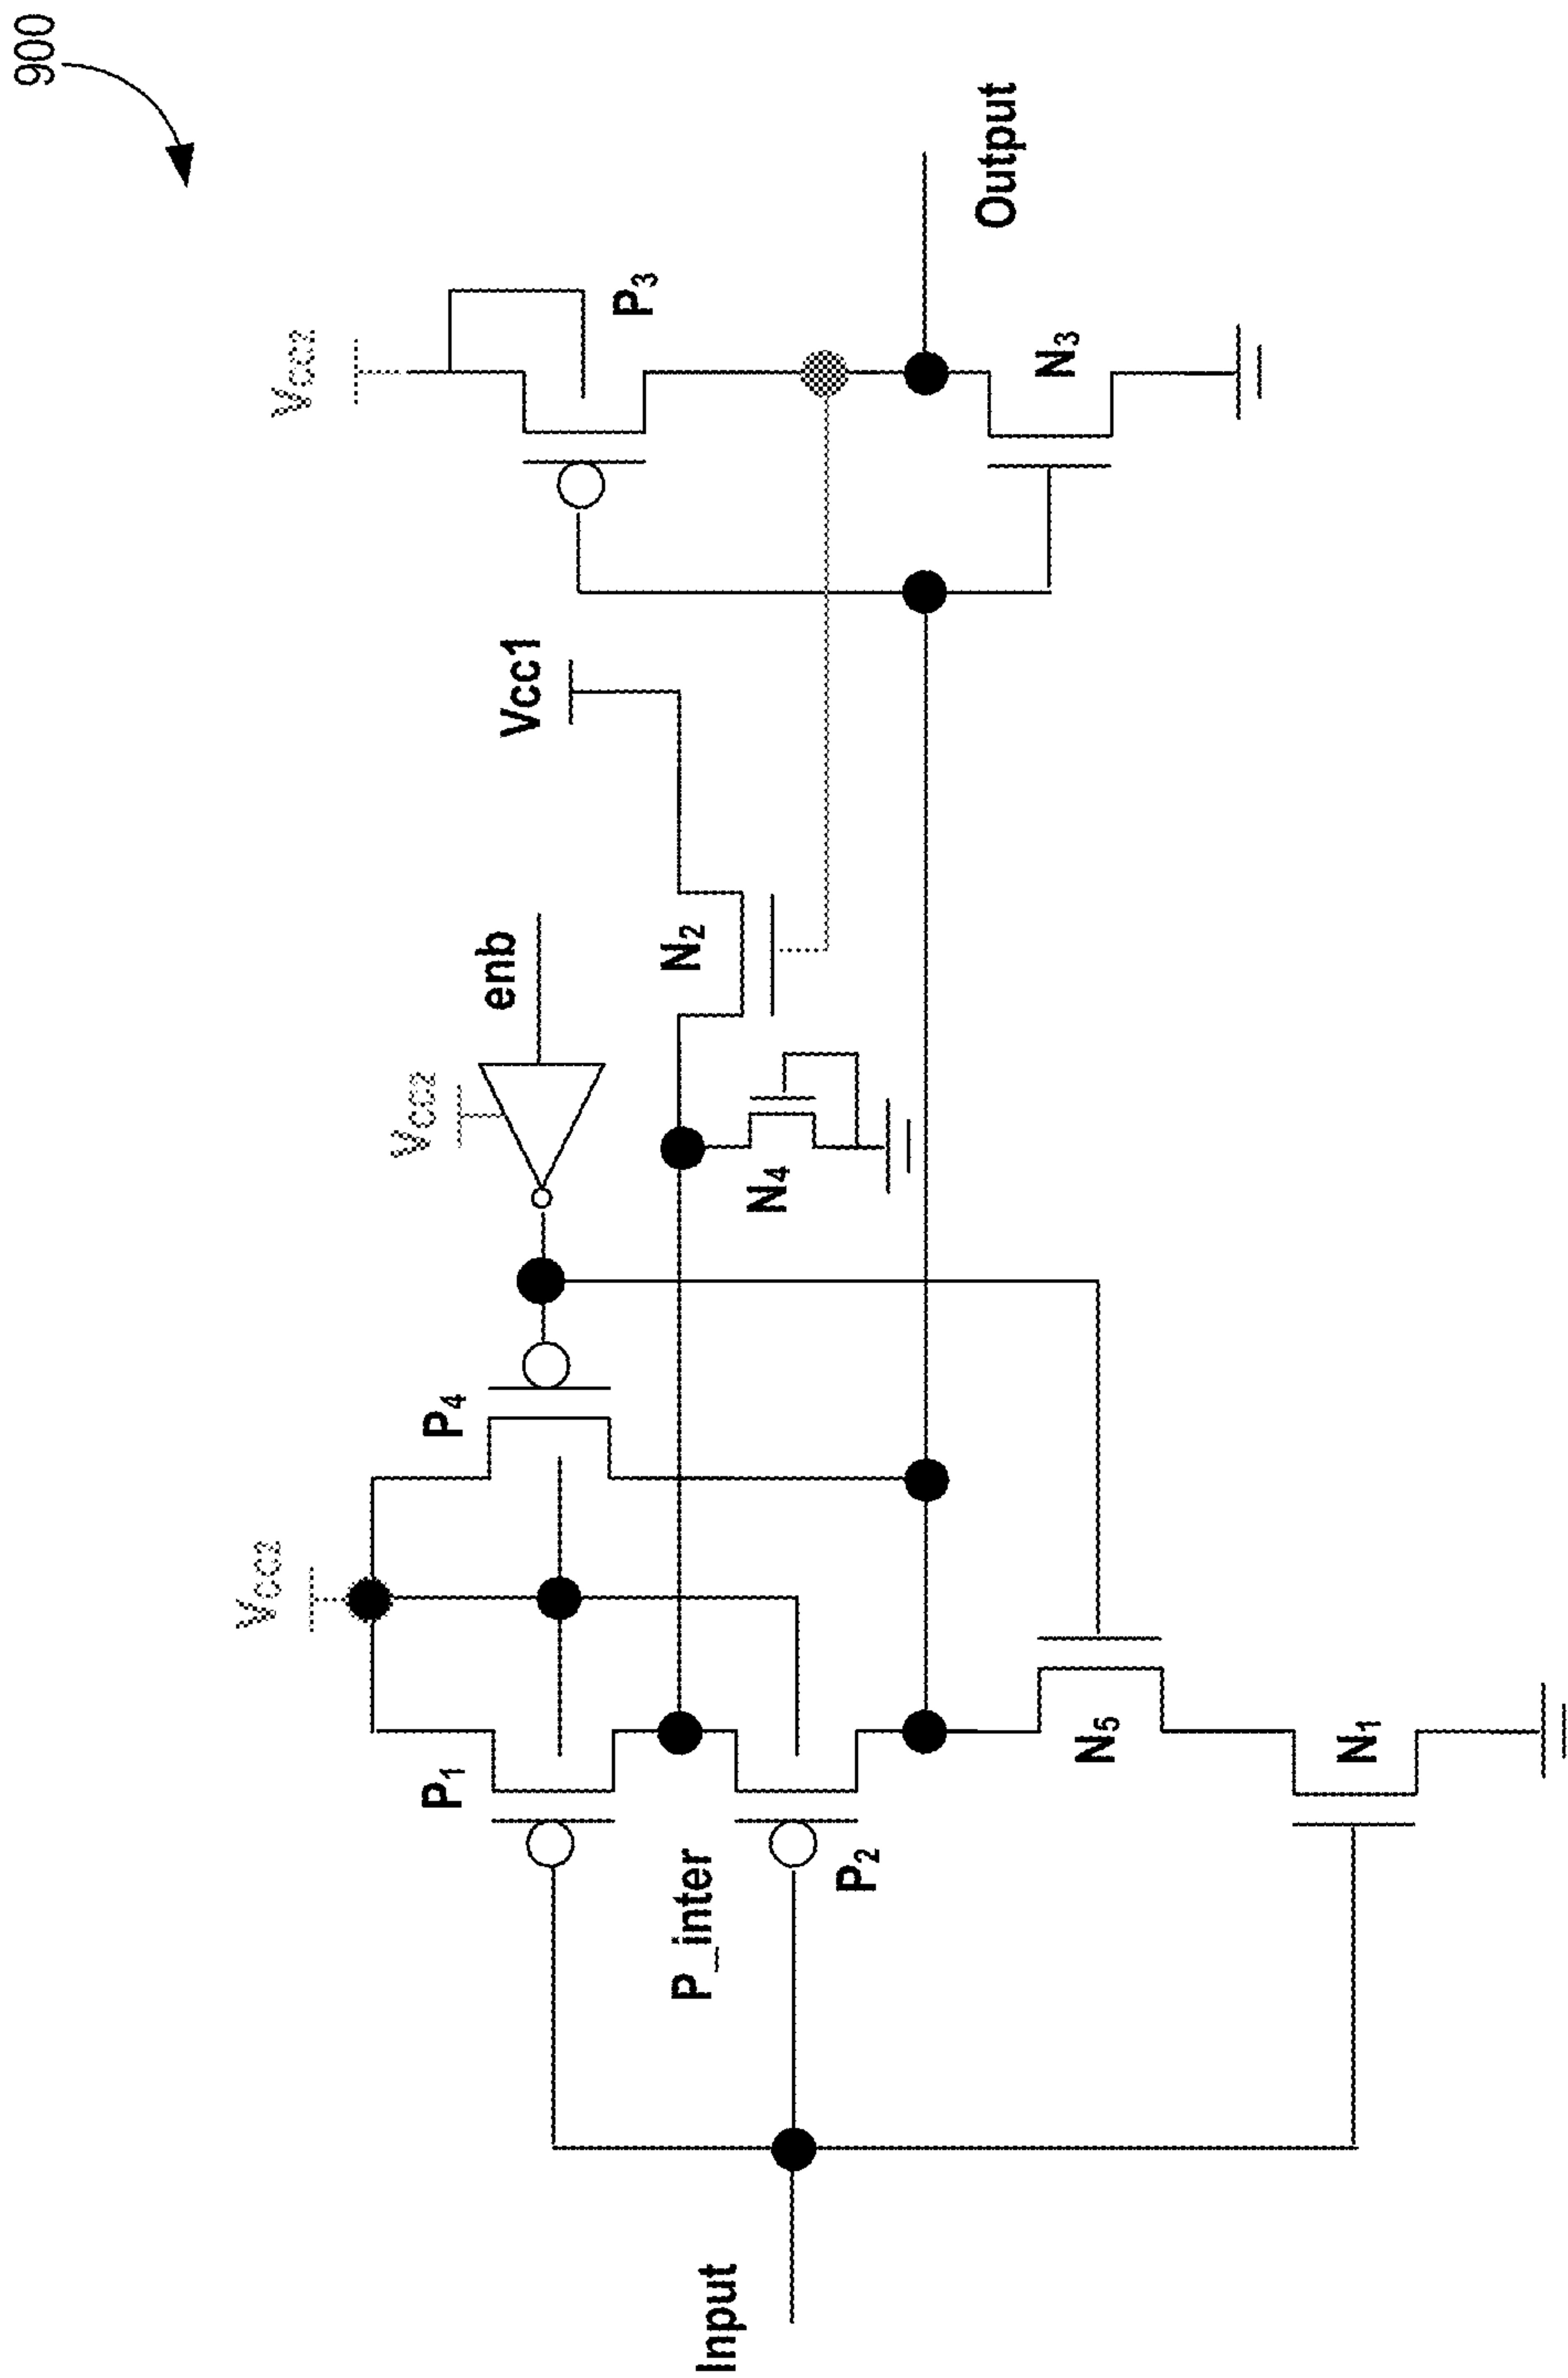 900
Vcc2
Vcc2
Vcc2
P₁
P₄
enb
Vcc1
P₃
P_inter
N₂
Input
N₄
P₂
Output
N₃
N₅
N₁